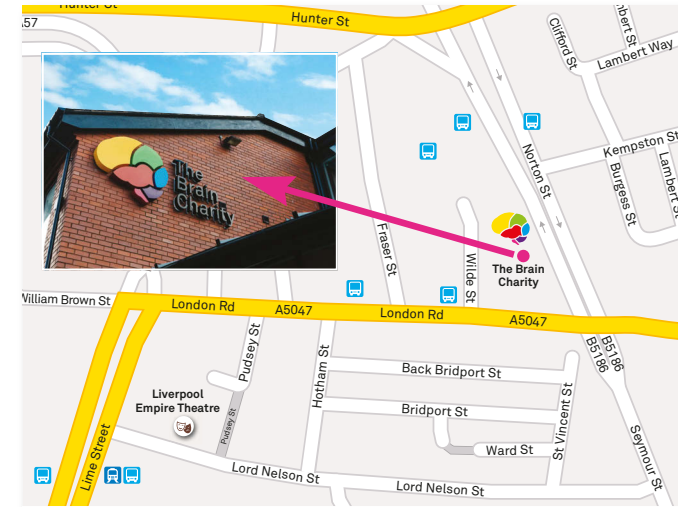 Hunter St
Hunter St
A57
Clifford St
Lambert St
Lambert Way
Kempston St
Norton St
Burgess St
Lambert St
The
Brain
Charity
Fraser St
Wilde St
The Brain
Charity
William Brown St
London Rd
A5047
London Rd
A5047
B5186
B5186
Pudsey St
Hotham St
Back Bridport St
Liverpool
Empire Theatre
Pudsey St
Bridport St
St Vincent St
Ward St
Seymour St
Lime Street
Lord Nelson St
Lord Nelson St